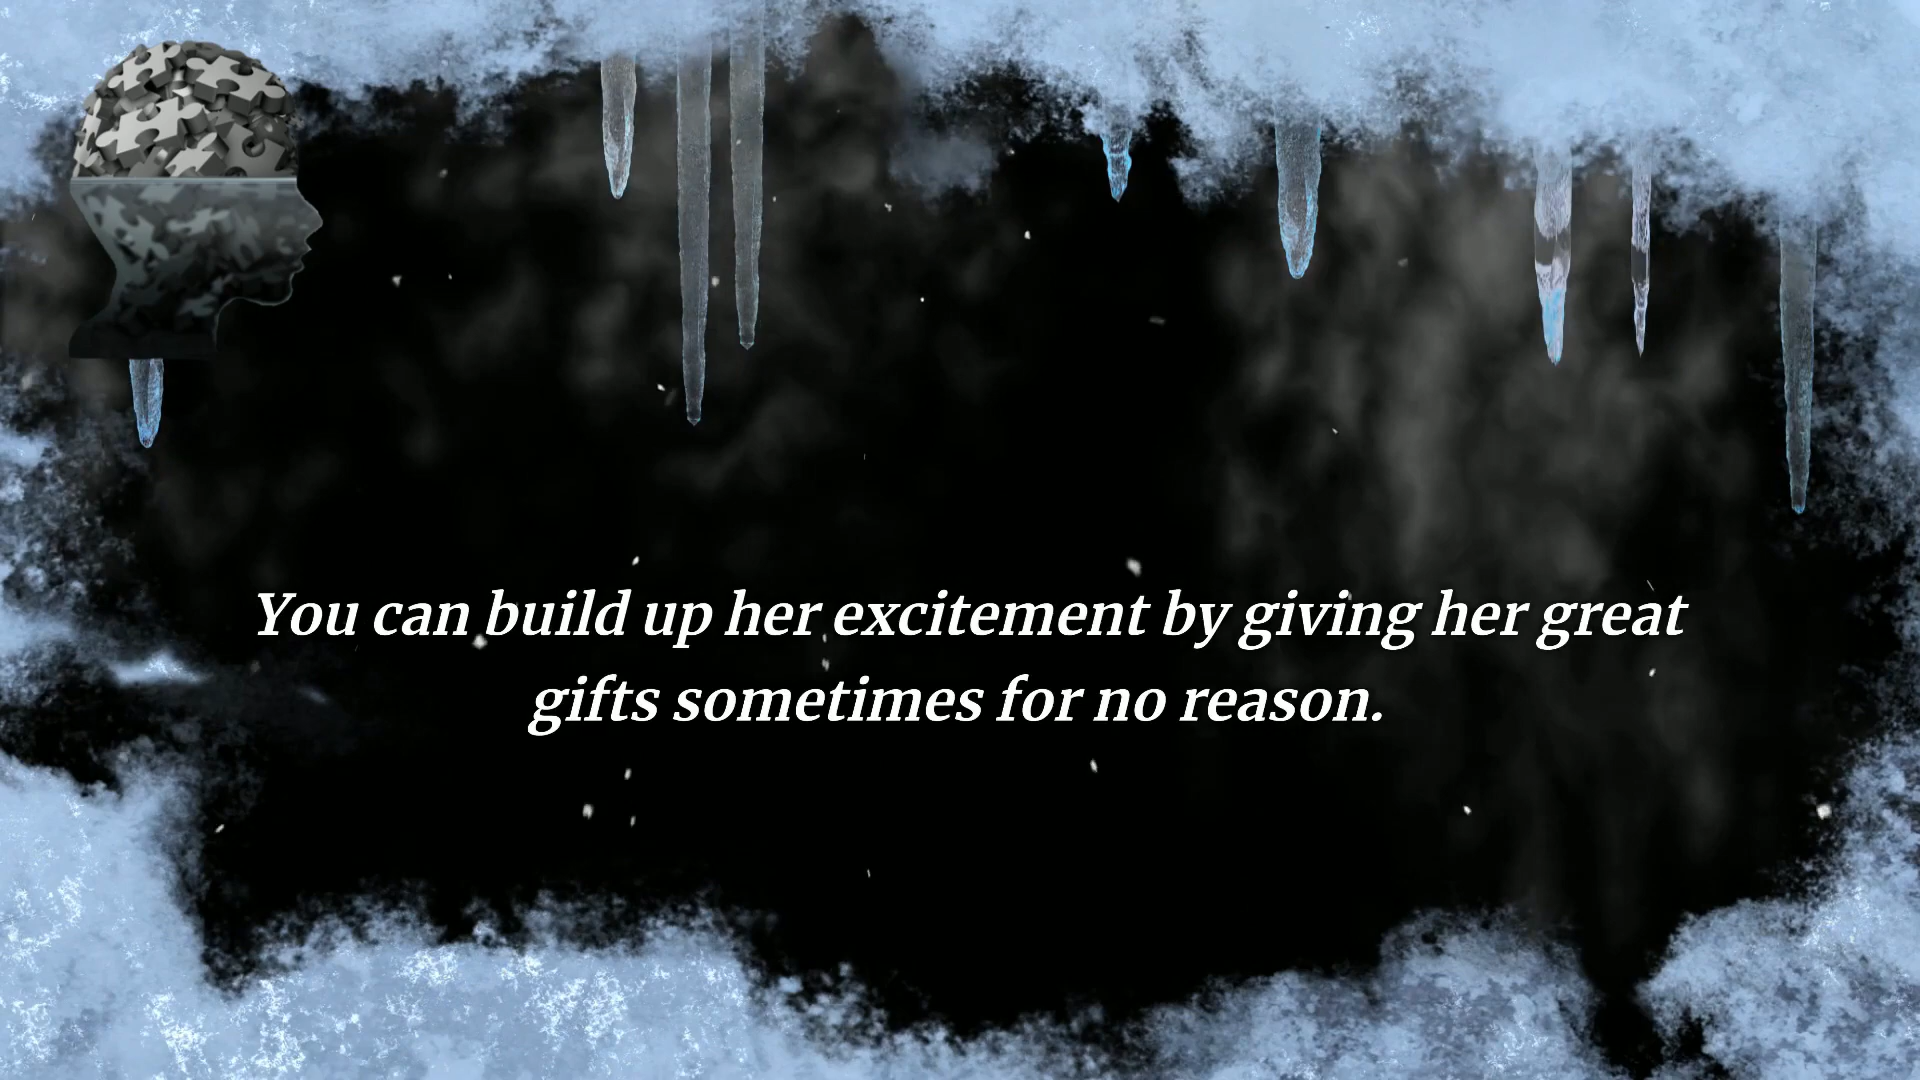 You can build up her excitement by giving her great
gifts sometimes for no reason.